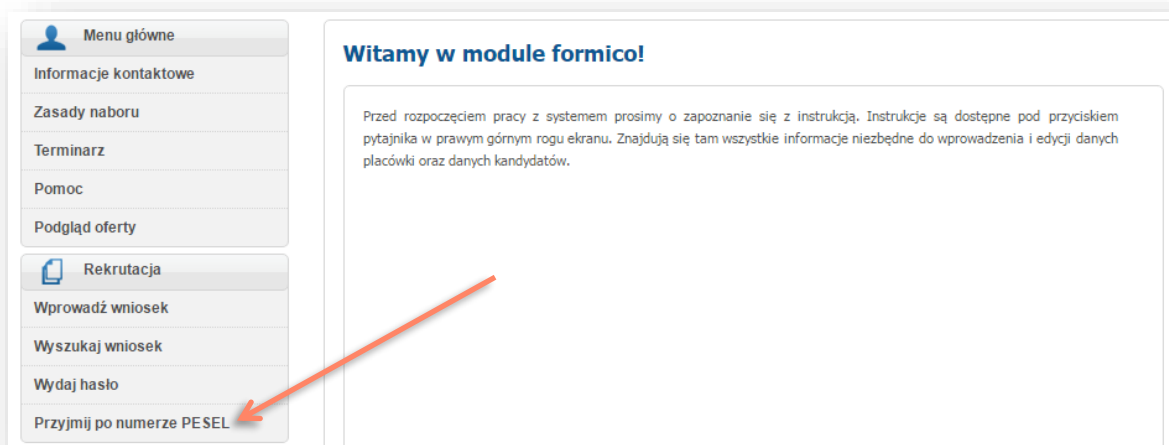 Menu główne
Informacje kontaktowe
Zasady naboru
Terminarz
Pomoc
Podgląd oferty
Rekrutacja
Wprowadź wniosek
Wyszukaj wniosek
Wydaj hasło
Przyjmij po numerze PESEL
Witamy w module formico!
Przed rozpoczęciem pracy z systemem prosimy o zapoznanie się z instrukcją. Instrukcje są dostępne pod przyciskiem
pytajnika w prawym górnym rogu ekranu. Znajdują się tam wszystkie informacje niezbędne do wprowadzenia i edycji danych
placówki oraz danych kandydatów.